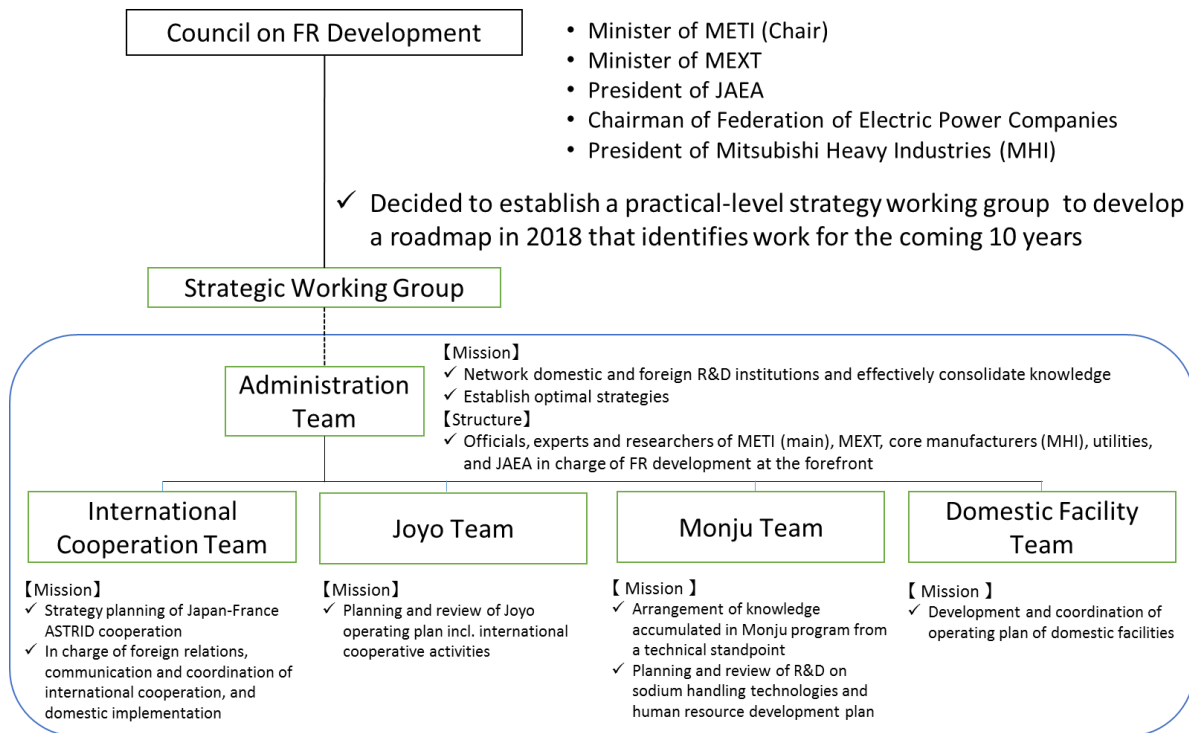 Council on FR Development
• Minister of METI (Chair)
• Minister of MEXT
• President of JAEA
• Chairman of Federation of Electric Power Companies
• President of Mitsubishi Heavy Industries (MHI)
✓ Decided to establish a practical-level strategy working group to develop
a roadmap in 2018 that identifies work for the coming 10 years
Strategic Working Group
Administration
Team
【Mission】
✓ Network domestic and foreign R&D institutions and effectively consolidate knowledge
✓ Establish optimal strategies
【Structure】
✓ Officials, experts and researchers of METI (main), MEXT, core manufacturers (MHI), utilities,
and JAEA in charge of FR development at the forefront
International
Cooperation Team
【Mission】
✓ Strategy planning of Japan-France
ASTRID cooperation
✓ In charge of foreign relations,
communication and coordination of
international cooperation, and
domestic implementation
Joyo Team
【Mission】
✓ Planning and review of Joyo
operating plan incl. international
cooperative activities
Monju Team
【 Mission 】
✓ Arrangement of knowledge
accumulated in Monju program from
a technical standpoint
✓ Planning and review of R&D on
sodium handling technologies and
human resource development plan
Domestic Facility
Team
【 Mission 】
✓ Development and coordination of
operating plan of domestic facilities